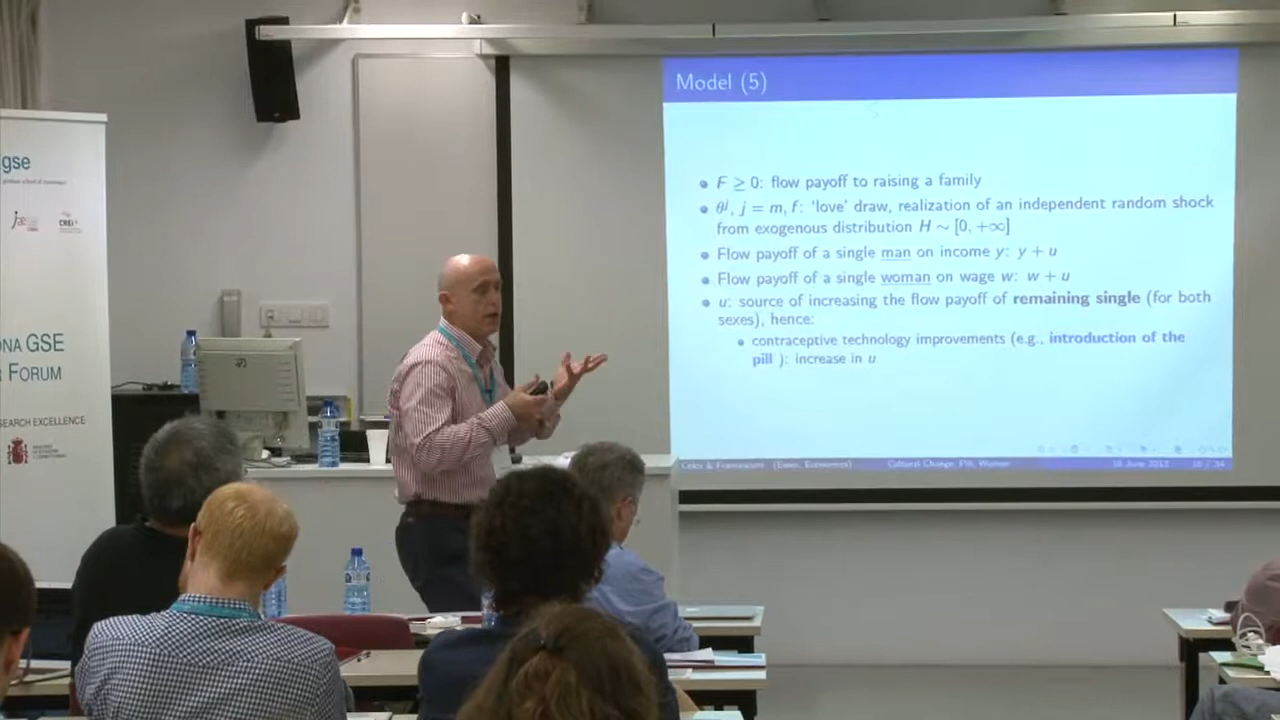 gse
ONA GSE
FORUM
SEARCH EXCELLENCE
Model (5)
F ≥ 0: flow payoff to raising a family
θʲ, j = m, f: 'love' draw, realization of an independent random shock
from exogenous distribution H ∼ [0, +∞]
Flow payoff of a single man on income y: y + u
Flow payoff of a single woman on wage w: w + u
u: source of increasing the flow payoff of remaining single (for both
sexes), hence:
contraceptive technology improvements (e.g., introduction of the
pill ): increase in u
(Essex, Economics) Cultural Change, Pill, Women